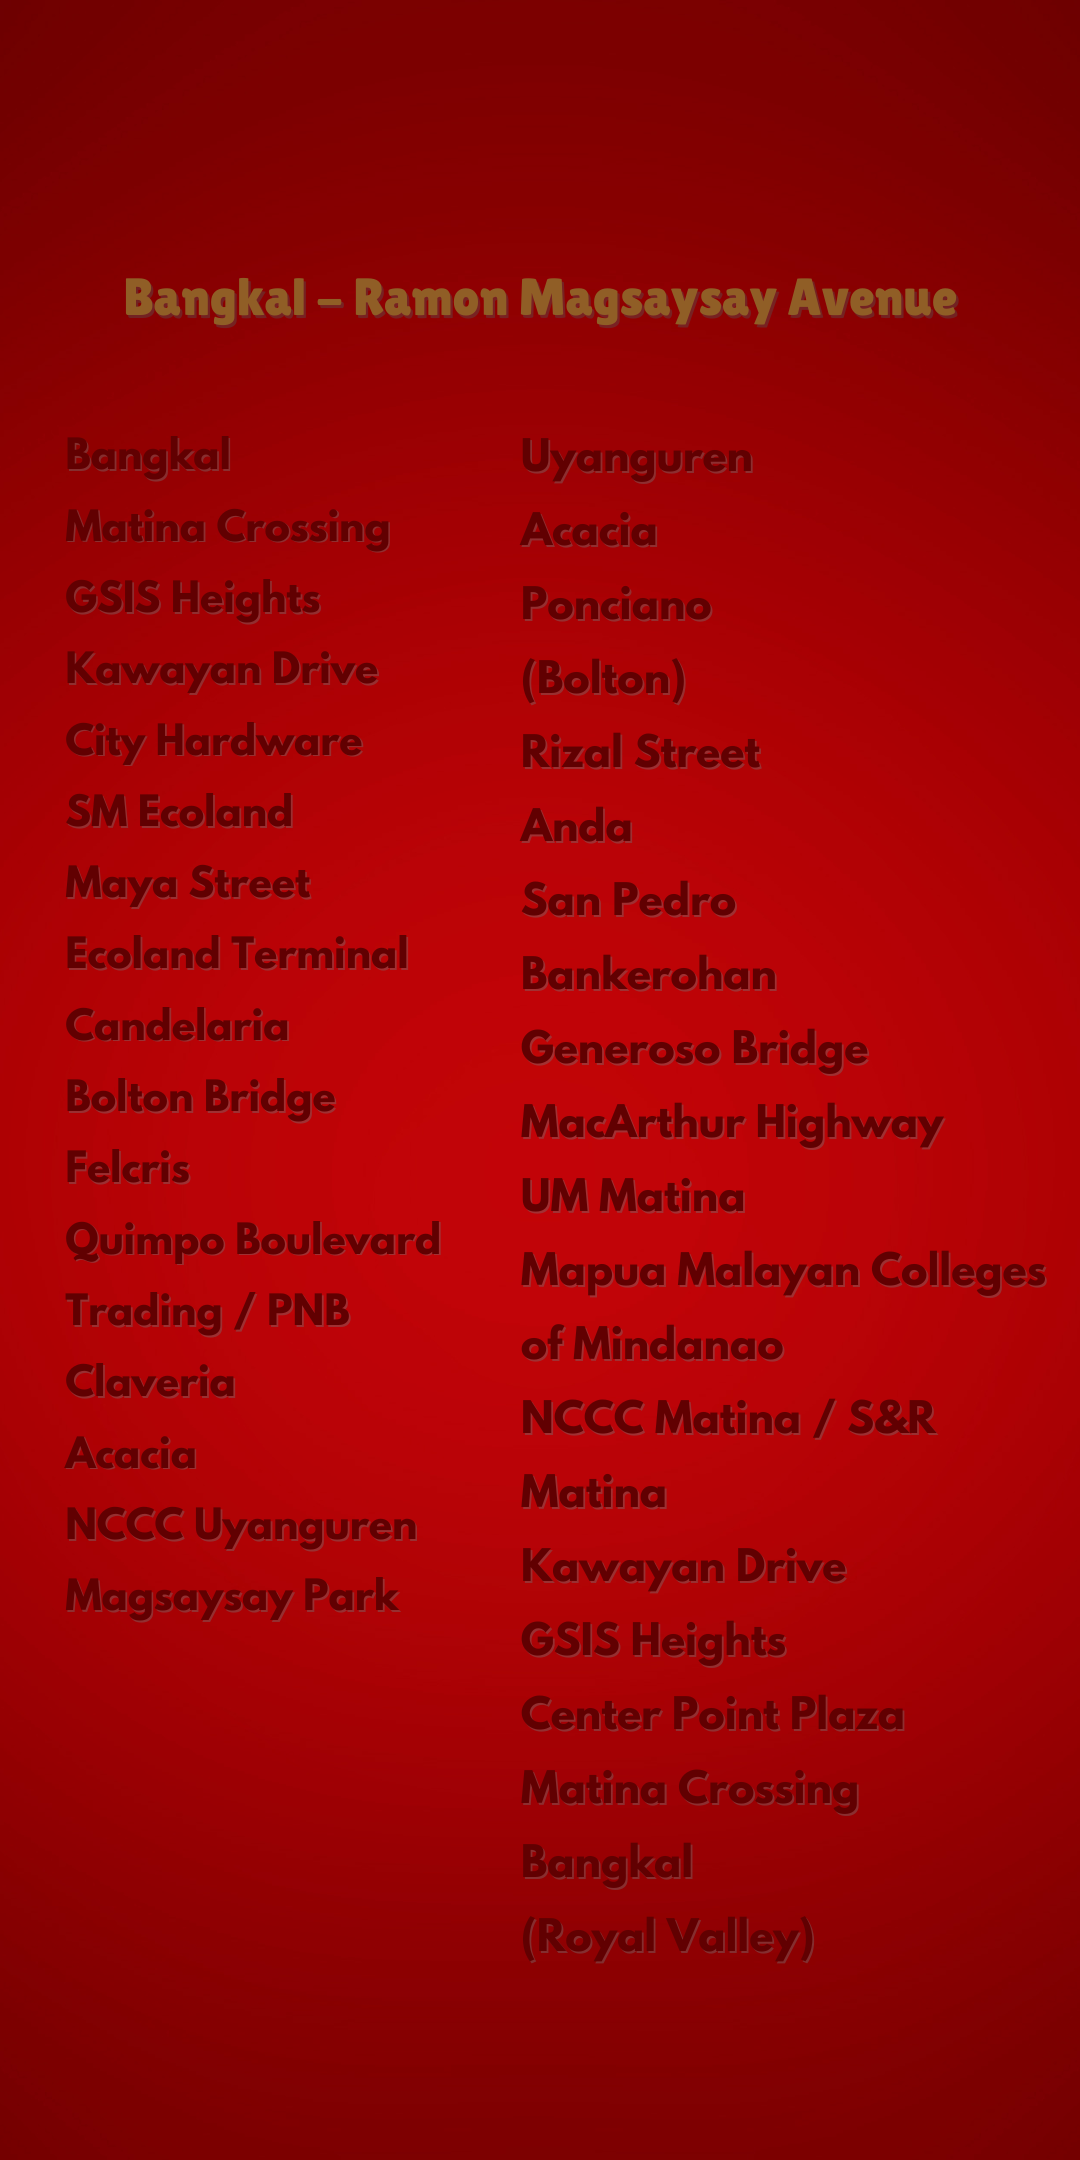 Bangkal – Ramon Magsaysay Avenue
Bangkal
Matina Crossing
GSIS Heights
Kawayan Drive
City Hardware
SM Ecoland
Maya Street
Ecoland Terminal
Candelaria
Bolton Bridge
Felcris
Quimpo Boulevard
Trading / PNB
Claveria
Acacia
NCCC Uyanguren
Magsaysay Park
Uyanguren
Acacia
Ponciano
(Bolton)
Rizal Street
Anda
San Pedro
Bankerohan
Generoso Bridge
MacArthur Highway
UM Matina
Mapua Malayan Colleges
of Mindanao
NCCC Matina / S&R
Matina
Kawayan Drive
GSIS Heights
Center Point Plaza
Matina Crossing
Bangkal
(Royal Valley)